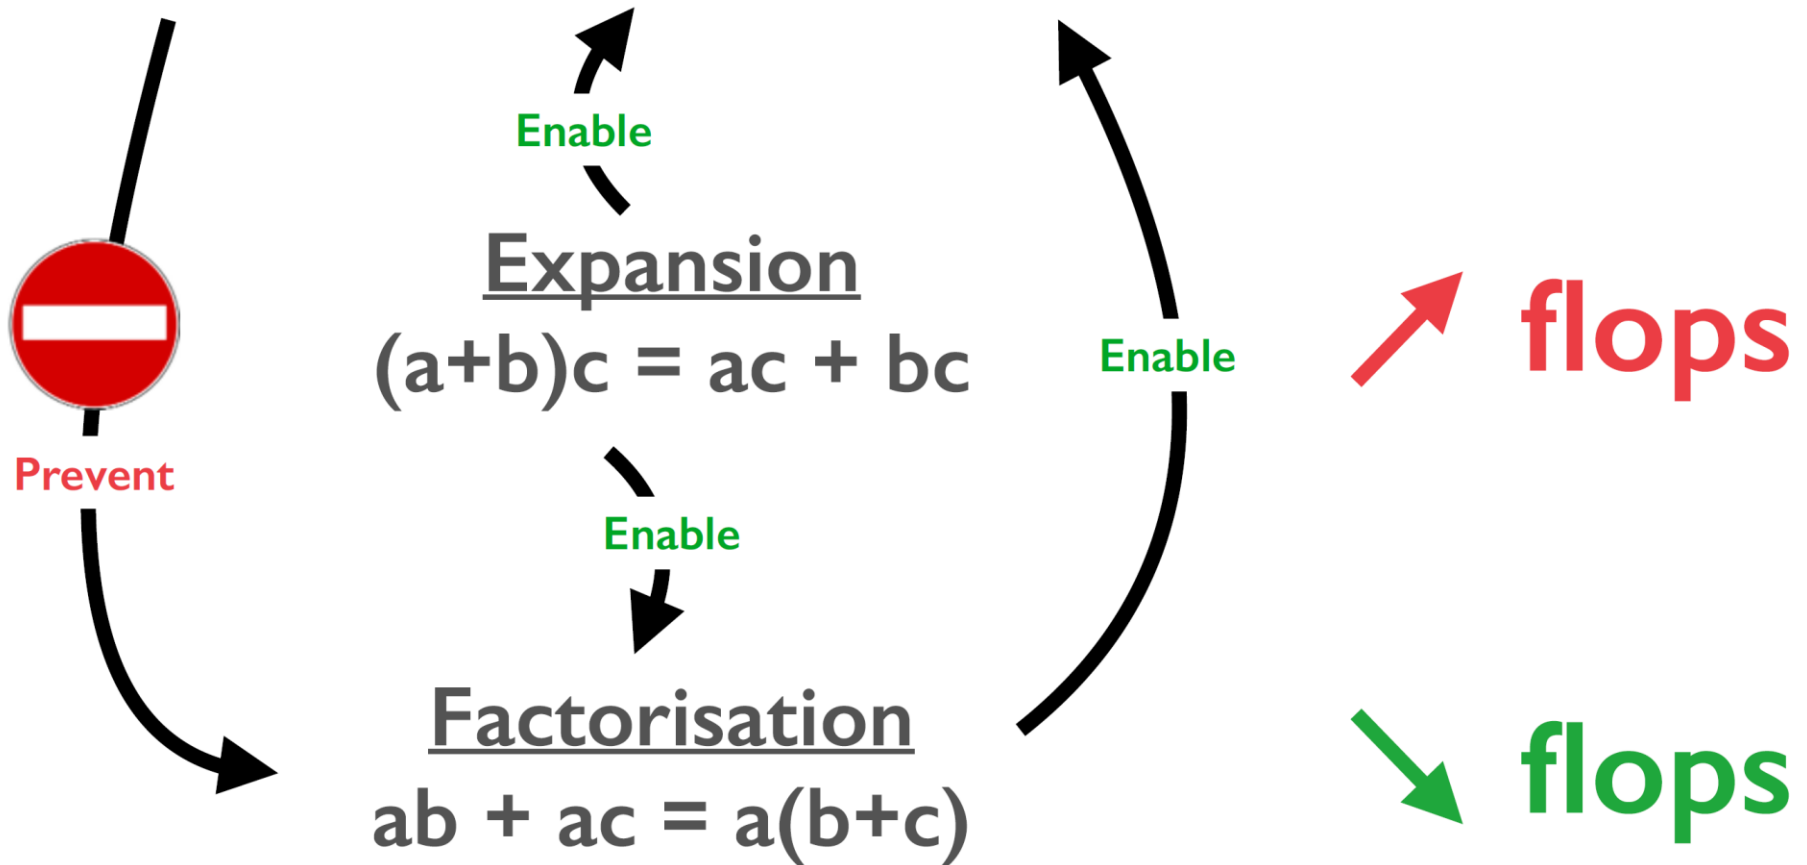 Enable
Expansion
(a+b)c = ac + bc
Enable
flops
Prevent
Enable
Factorisation
ab + ac = a(b+c)
flops